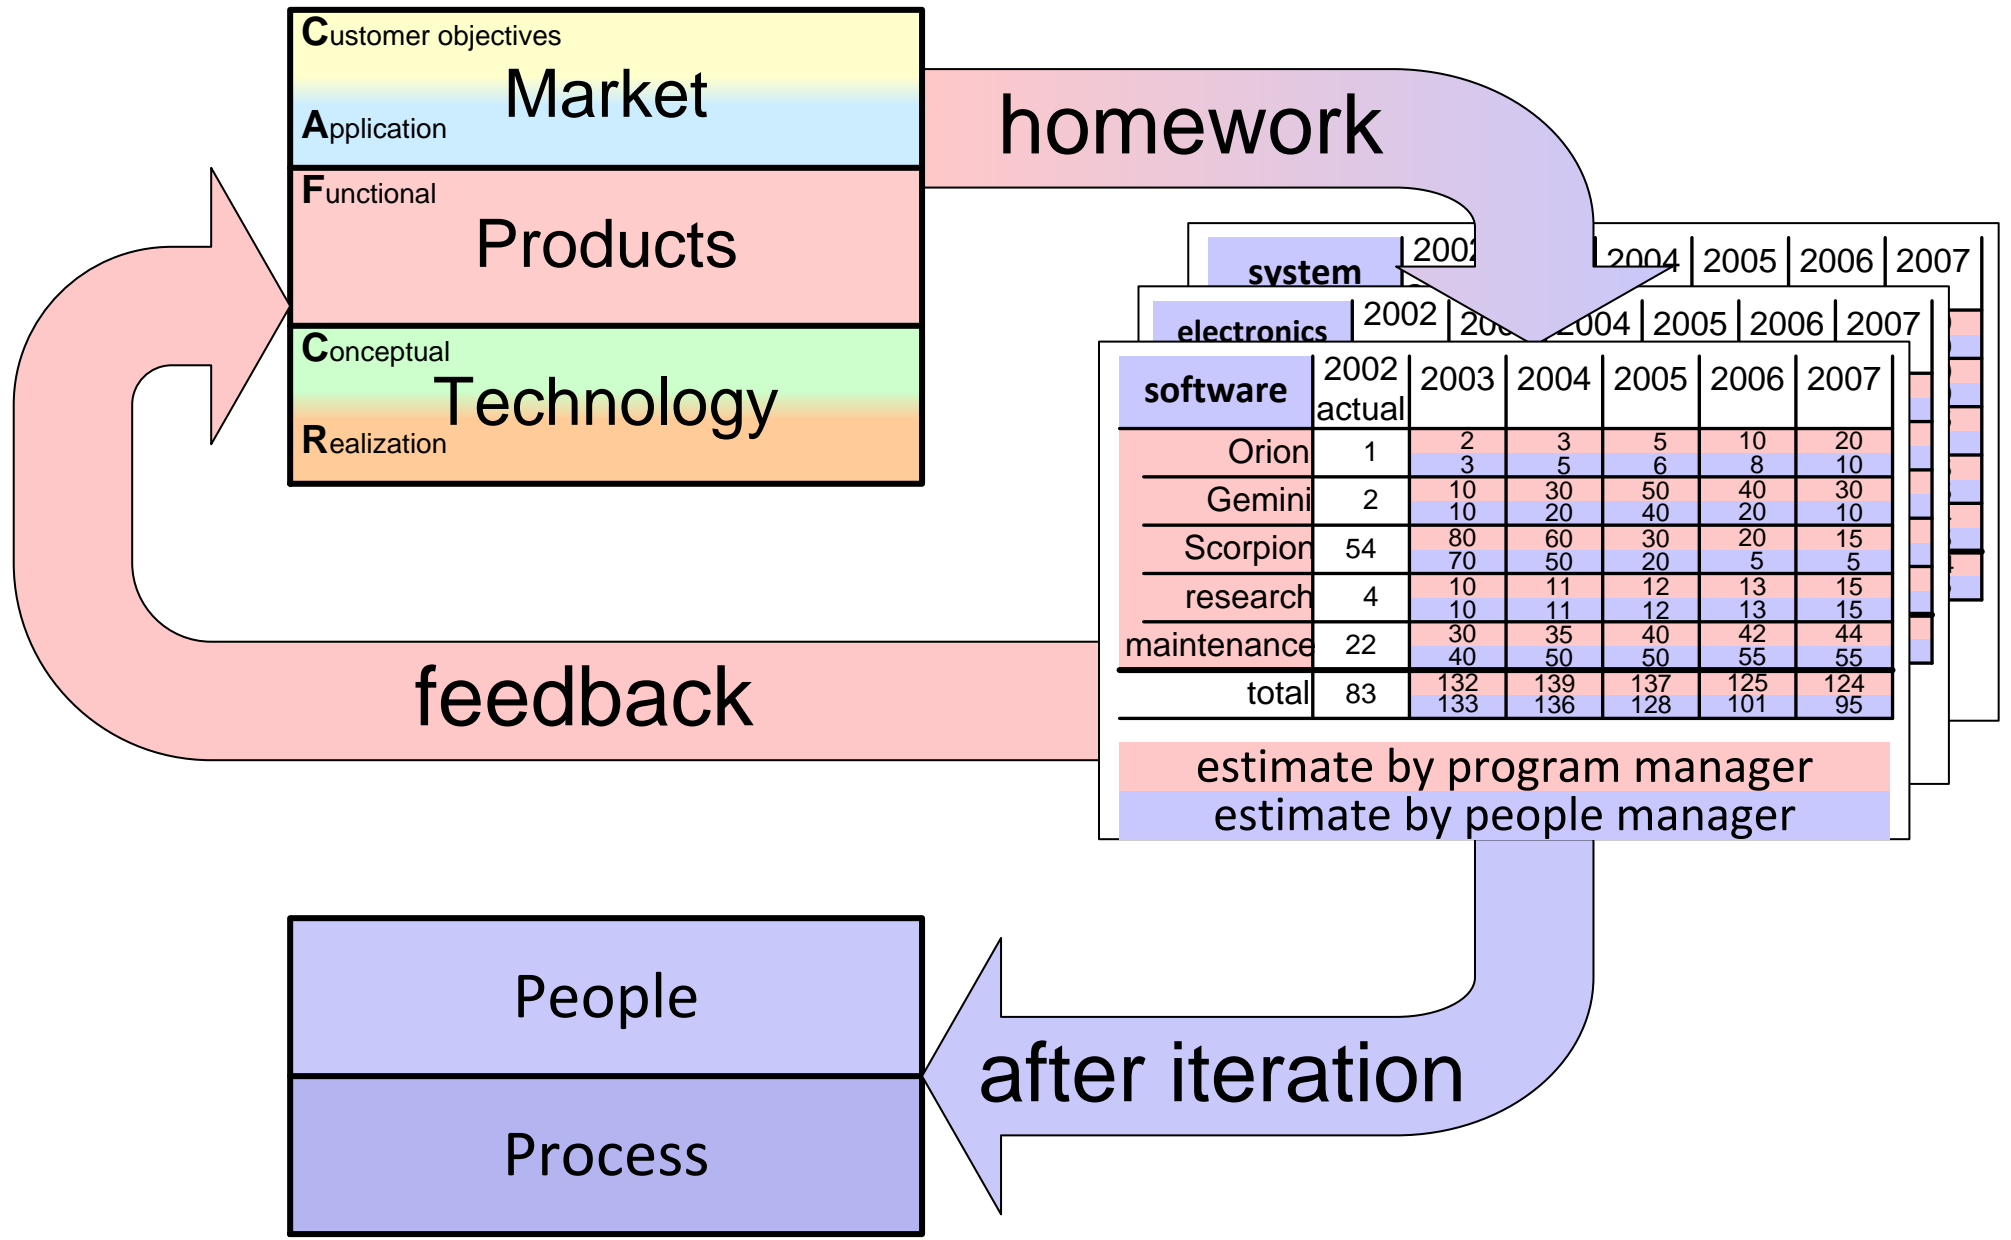 Customer objectives
Market
Application
Functional
Products
Conceptual
Technology
Realization
homework
feedback
system 2004 2005 2006 2007
electronics 2002 2005 2006 2007
software 2002 actual 2003 2004 2005 2006 2007
Orion 1 2 3 5 10 20
3 5 6 8 10
Gemini 2 10 30 50 40 30
10 20 40 20 10
Scorpion 54 80 60 30 20 15
70 50 20 5 5
research 4 10 11 12 13 15
10 11 12 13 15
maintenance 22 30 35 40 42 44
40 50 50 55 55
total 83 132 139 137 125 124
133 136 128 101 95
estimate by program manager
estimate by people manager
People
Process
after iteration